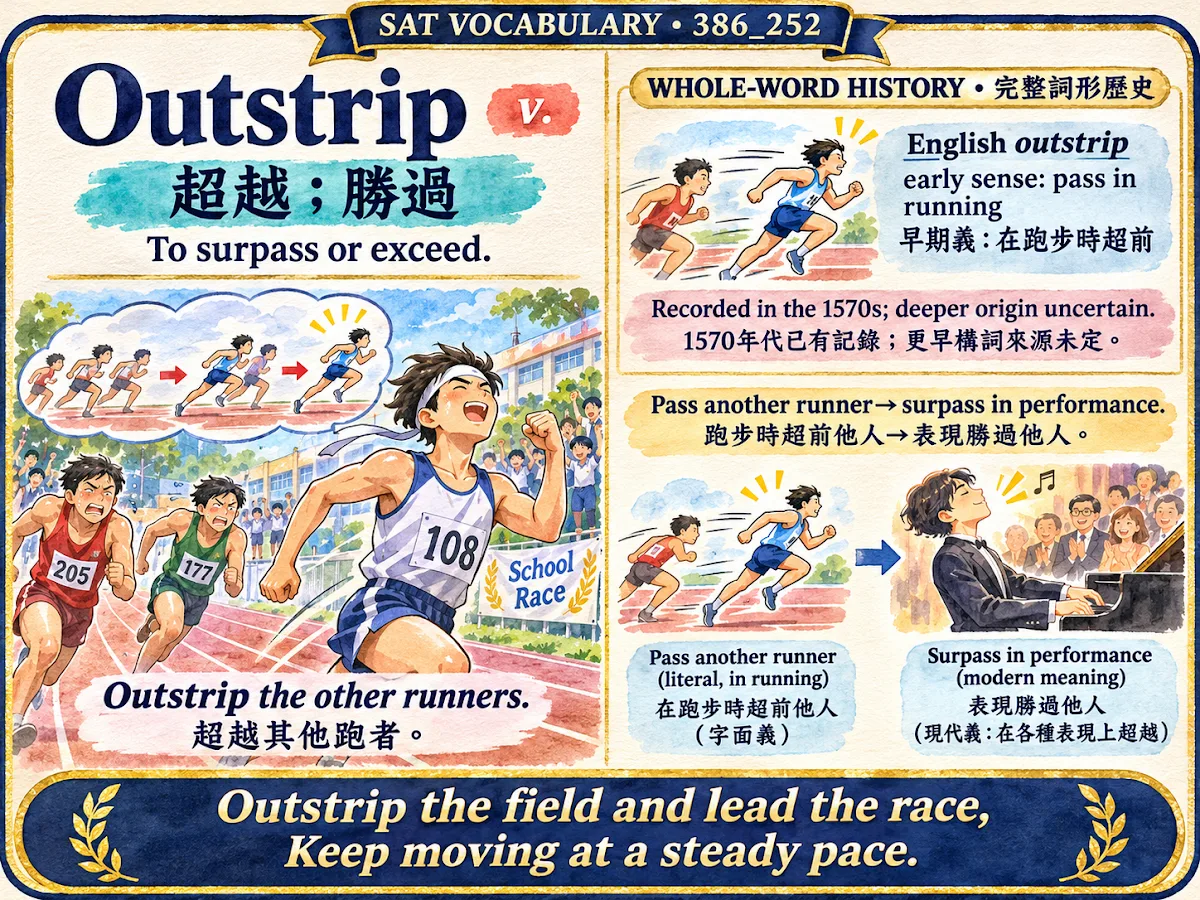 SAT VOCABULARY • 386_252
Outstrip
v.
超越；勝過
To surpass or exceed.
205
177
108
School
Race
Outstrip the other runners.
超越其他跑者。
WHOLE-WORD HISTORY • 完整詞形歷史
English outstrip
early sense: pass in
running
早期義：在跑步時超前
Recorded in the 1570s; deeper origin uncertain.
1570年代已有記錄；更早構詞來源未定。
Pass another runner→surpass in performance.
跑步時超前他人→表現勝過他人。
Pass another runner
(literal, in running)
在跑步時超前他人
（字面義）
Surpass in performance
(modern meaning)
表現勝過他人
（現代義：在各種表現上超越）
Outstrip the field and lead the race,
Keep moving at a steady pace.